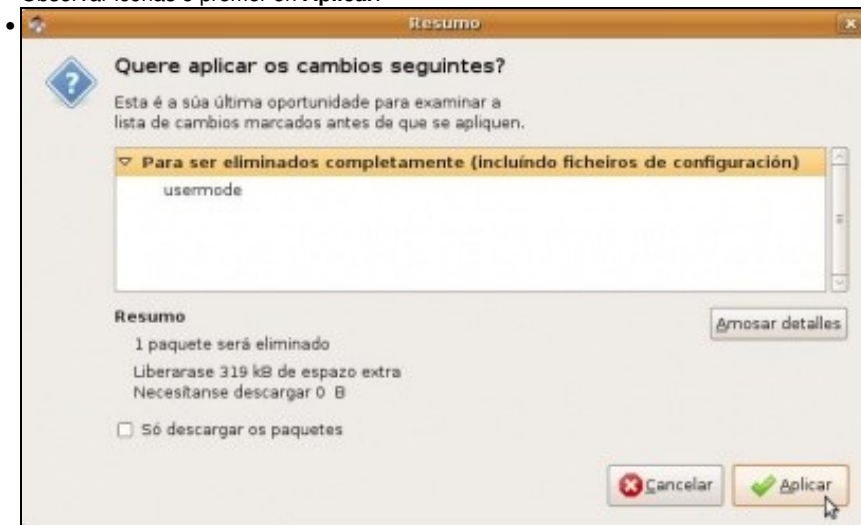 Resumo
Quere aplicar os cambios seguintes?
Esta é a súa última oportunidade para examinar a
lista de cambios marcados antes de que se apliquen.
Para ser eliminados completamente (incluíndo ficheiros de configuración)
usermode
Resumo
Amosar detalles
1 paquete será eliminado
Liberarase 319 kB de espazo extra
Necesítanse descargar 0 B
Só descargar os paquetes
Cancelar
Aplicar